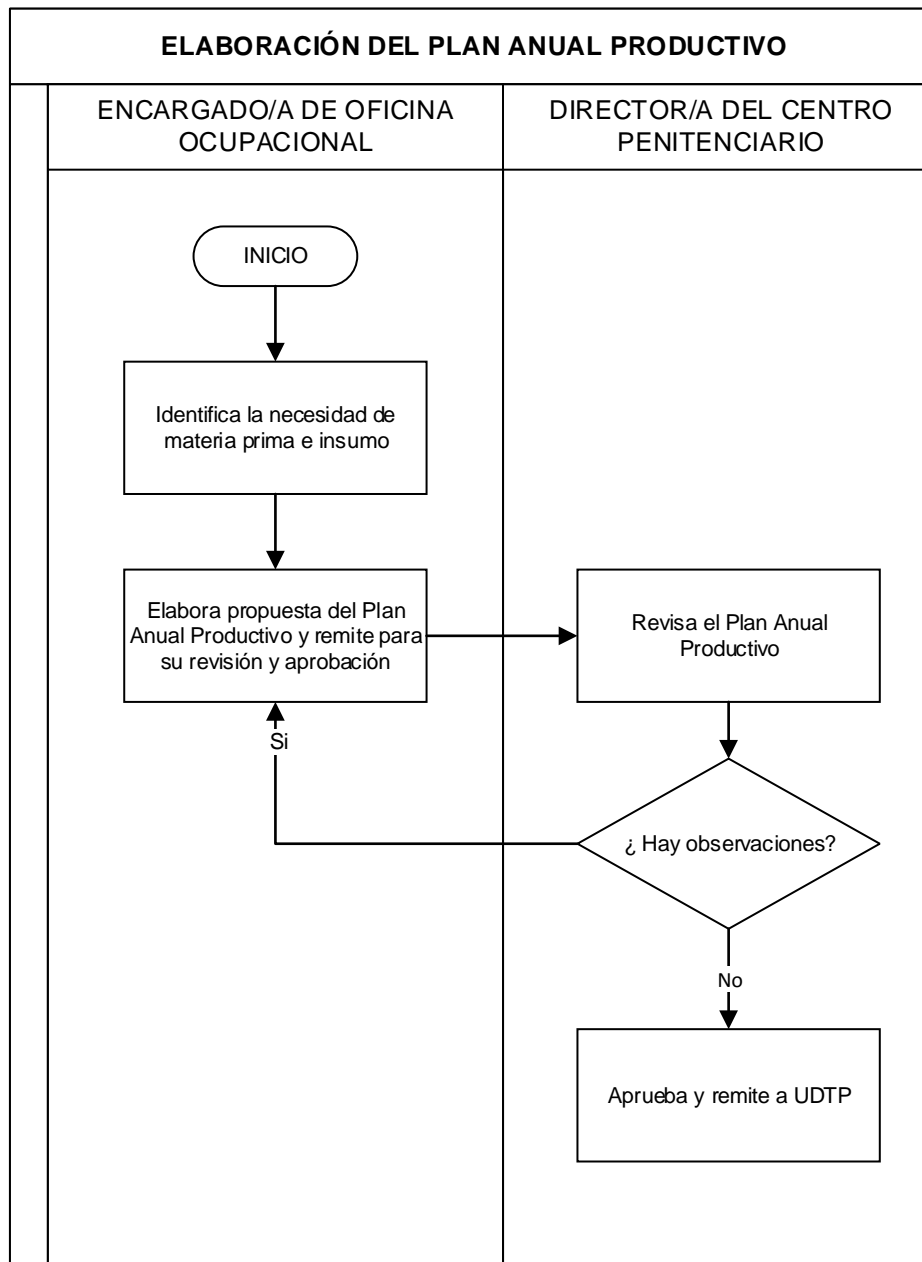 ELABORACIÓN DEL PLAN ANUAL PRODUCTIVO
ENCARGADO/A DE OFICINA
OCUPACIONAL
DIRECTOR/A DEL CENTRO
PENITENCIARIO
INICIO
Identifica la necesidad de
materia prima e insumo
Elabora propuesta del Plan
Anual Productivo y remite para
su revisión y aprobación
Revisa el Plan Anual
Productivo
Si
¿ Hay observaciones?
No
Aprueba y remite a UDTP